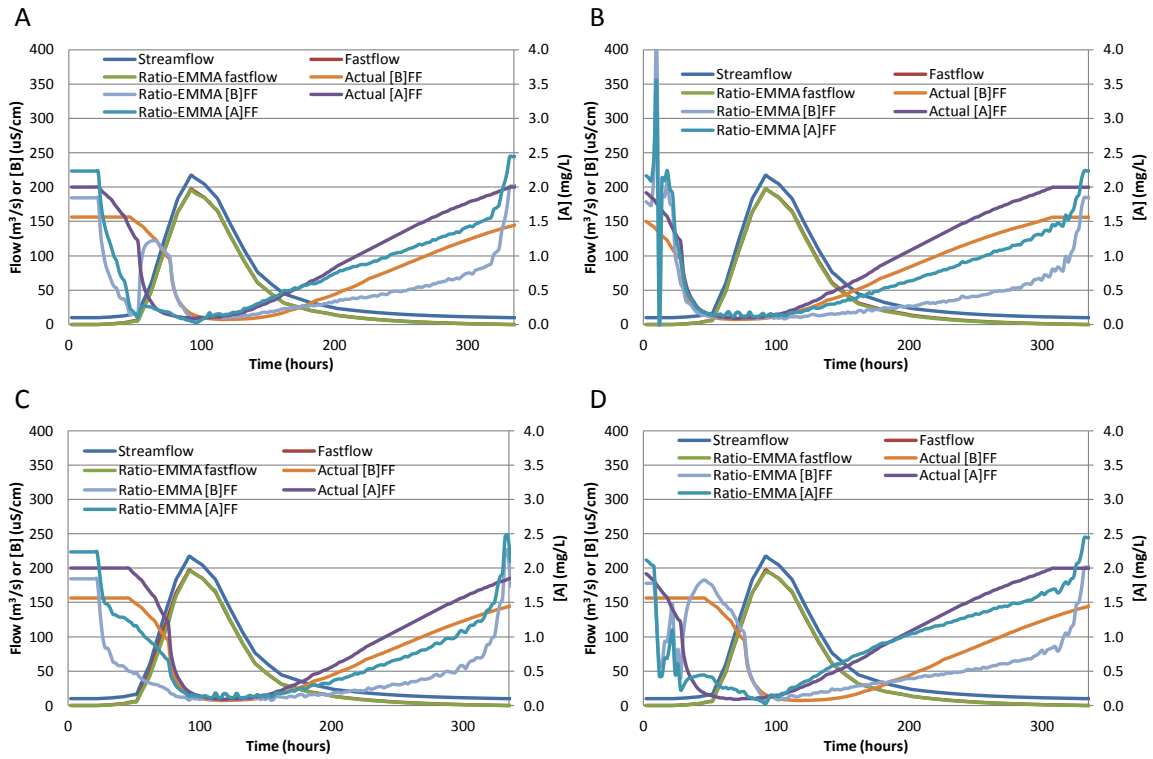 A
400
350
300
250
200
150
100
50
0
4.0
3.5
3.0
2.5
2.0
1.5
1.0
0.5
0.0
0
100
200
300
Flow (m³/s) or [B] (uS/cm)
[A] (mg/L)
Time (hours)
Streamflow
Fastflow
Ratio-EMMA fastflow
Actual [B]FF
Ratio-EMMA [B]FF
Actual [A]FF
Ratio-EMMA [A]FF
B
400
350
300
250
200
150
100
50
0
4.0
3.5
3.0
2.5
2.0
1.5
1.0
0.5
0.0
0
100
200
300
Flow (m³/s) or [B] (uS/cm)
[A] (mg/L)
Time (hours)
Streamflow
Fastflow
Ratio-EMMA fastflow
Actual [B]FF
Ratio-EMMA [B]FF
Actual [A]FF
Ratio-EMMA [A]FF
C
400
350
300
250
200
150
100
50
0
4.0
3.5
3.0
2.5
2.0
1.5
1.0
0.5
0.0
0
100
200
300
Flow (m³/s) or [B] (uS/cm)
[A] (mg/L)
Time (hours)
Streamflow
Fastflow
Ratio-EMMA fastflow
Actual [B]FF
Ratio-EMMA [B]FF
Actual [A]FF
Ratio-EMMA [A]FF
D
400
350
300
250
200
150
100
50
0
4.0
3.5
3.0
2.5
2.0
1.5
1.0
0.5
0.0
0
100
200
300
Flow (m³/s) or [B] (uS/cm)
[A] (mg/L)
Time (hours)
Streamflow
Fastflow
Ratio-EMMA fastflow
Actual [B]FF
Ratio-EMMA [B]FF
Actual [A]FF
Ratio-EMMA [A]FF